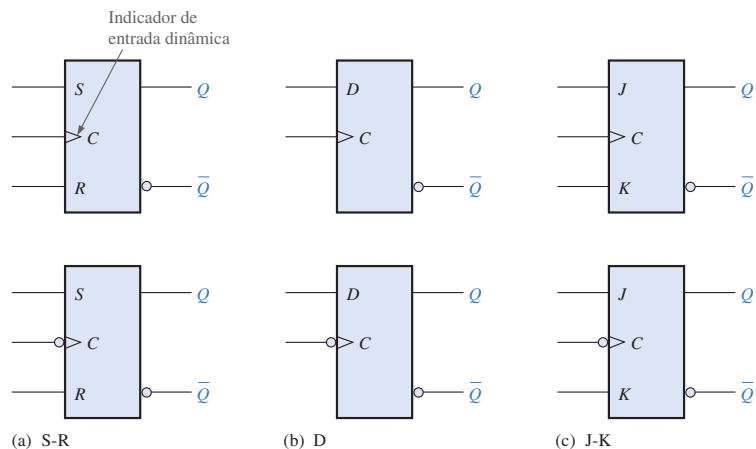 Indicador de
entrada dinâmica
S Q D Q J Q
C C C
R Q̅ Q̅ K Q̅
S Q D Q J Q
C C C
R Q̅ Q̅ K Q̅
(a) S-R (b) D (c) J-K